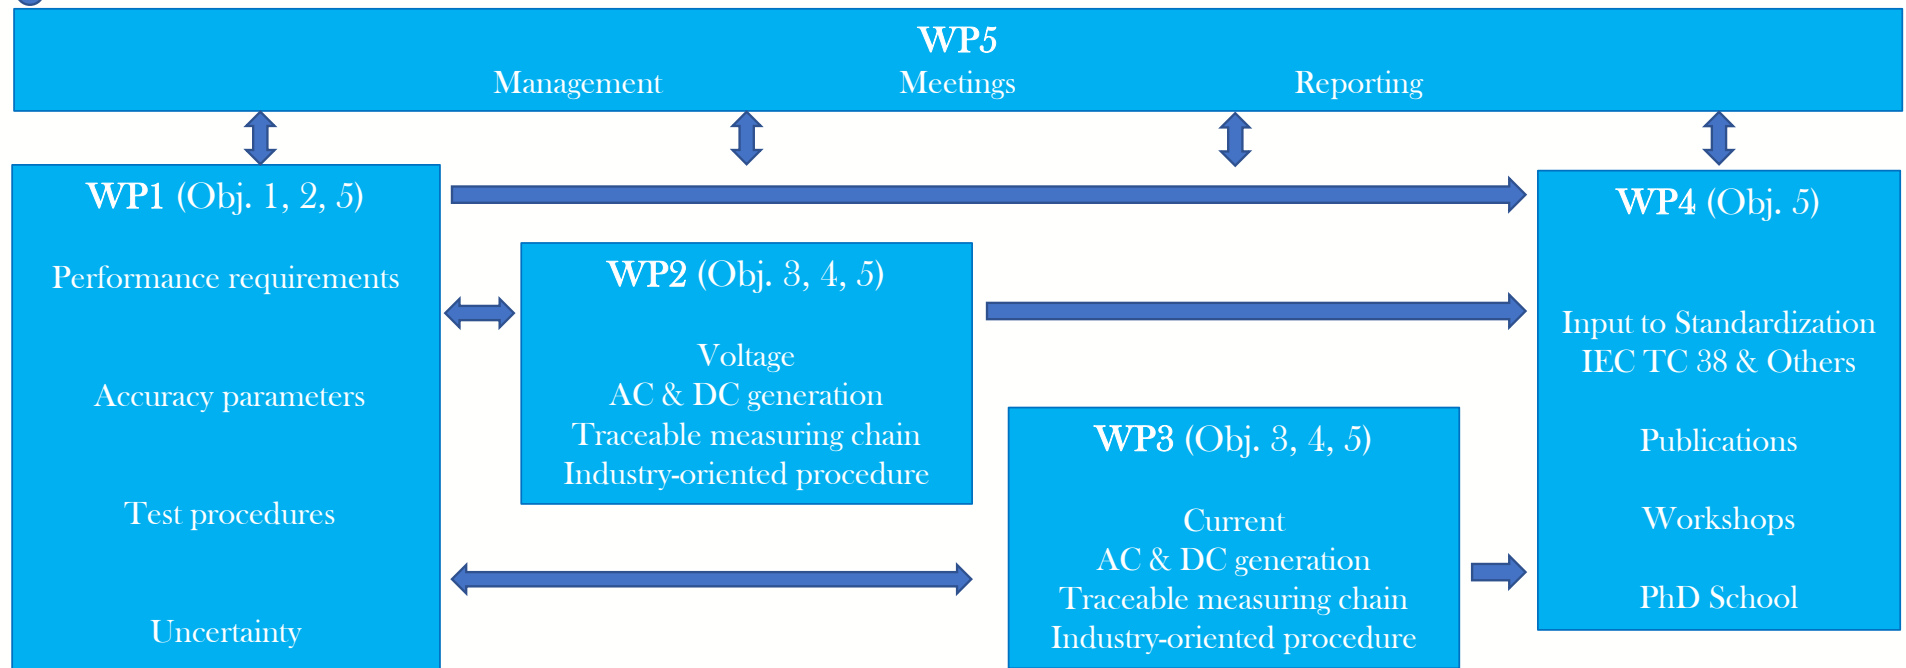 WP5
Management Meetings Reporting
WP1 (Obj. 1, 2, 5)
Performance requirements
Accuracy parameters
Test procedures
Uncertainty
WP2 (Obj. 3, 4, 5)
Voltage
AC & DC generation
Traceable measuring chain
Industry-oriented procedure
WP3 (Obj. 3, 4, 5)
Current
AC & DC generation
Traceable measuring chain
Industry-oriented procedure
WP4 (Obj. 5)
Input to Standardization
IEC TC 38 & Others
Publications
Workshops
PhD School